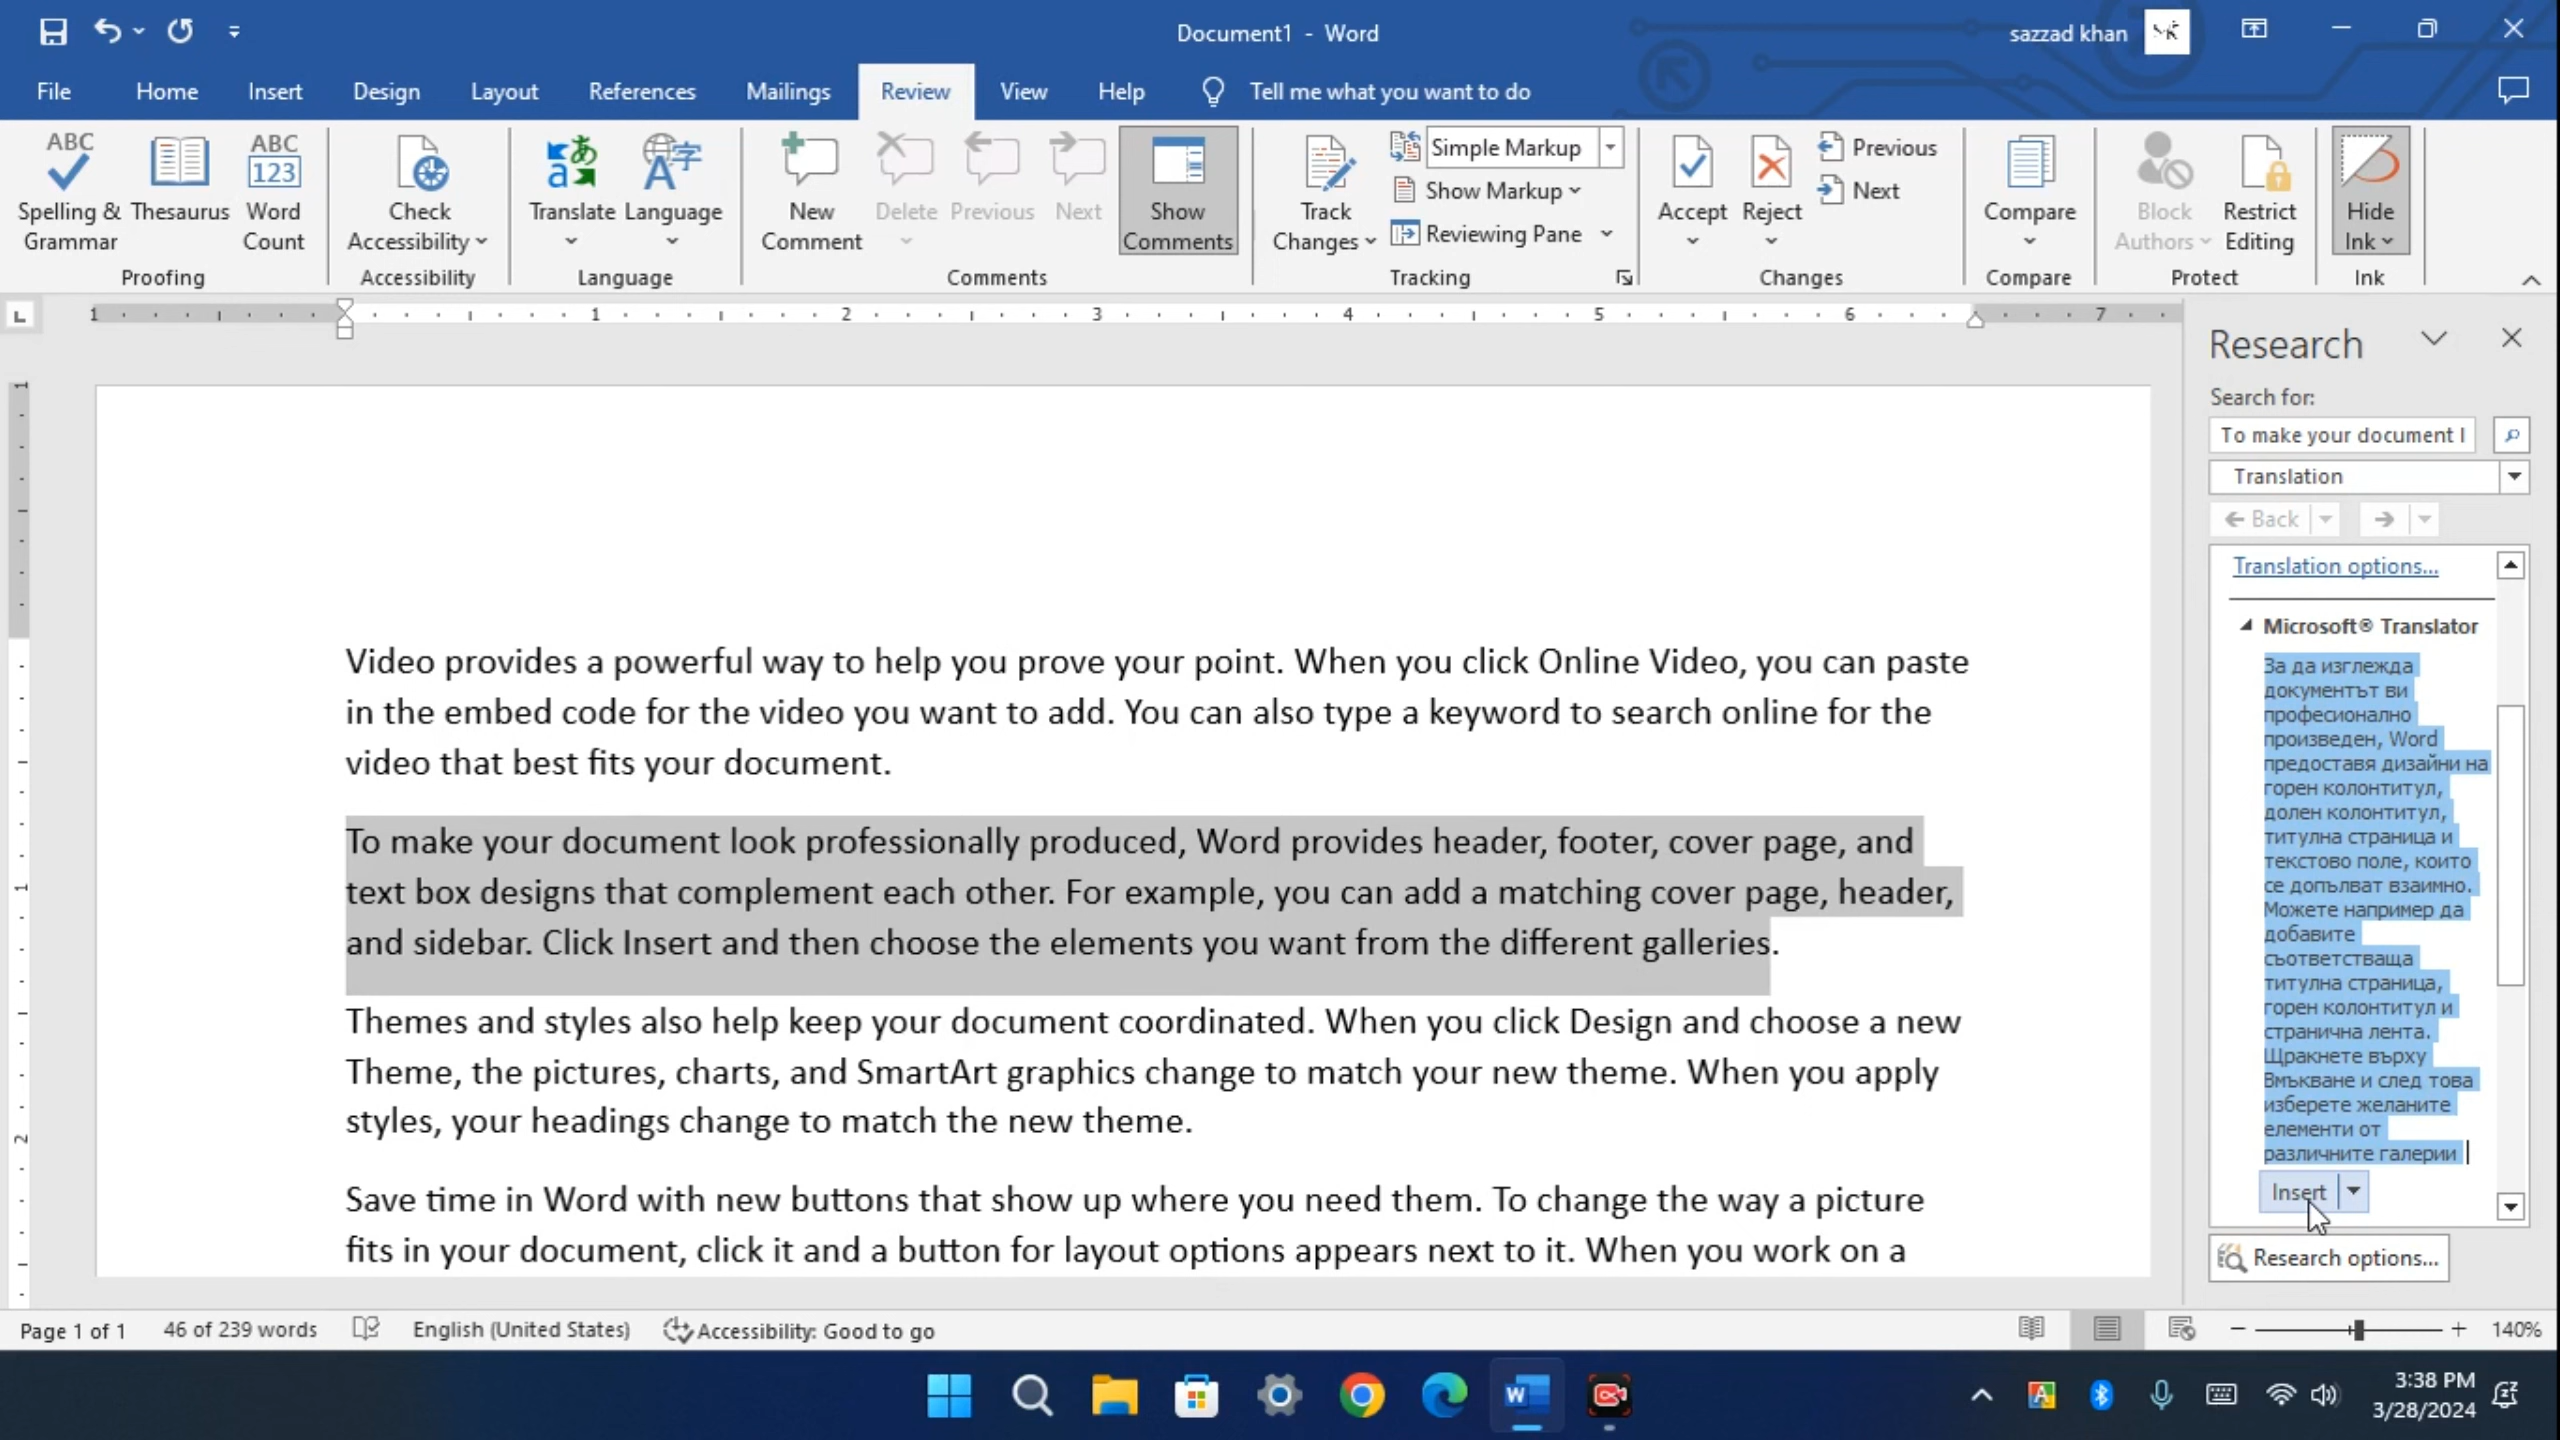 Document1 - Word
sazzad khan
File Home Insert Design Layout References Mailings Review View Help Tell me what you want to do
ABC
Spelling &
Grammar
Thesaurus
ABC
123
Word
Count
Proofing
Check
Accessibility
Accessibility
Translate
Language
Language
New
Comment
Delete
Previous
Next
Show
Comments
Comments
Track
Changes
Simple Markup
Show Markup
Reviewing Pane
Tracking
Accept
Reject
Previous
Next
Changes
Compare
Compare
Block
Authors
Restrict
Editing
Protect
Hide
Ink
Ink
1 1 2 3 4 5 6 7
1
1
2
Video provides a powerful way to help you prove your point. When you click Online Video, you can paste
in the embed code for the video you want to add. You can also type a keyword to search online for the
video that best fits your document.
To make your document look professionally produced, Word provides header, footer, cover page, and
text box designs that complement each other. For example, you can add a matching cover page, header,
and sidebar. Click Insert and then choose the elements you want from the different galleries.
Themes and styles also help keep your document coordinated. When you click Design and choose a new
Theme, the pictures, charts, and SmartArt graphics change to match your new theme. When you apply
styles, your headings change to match the new theme.
Save time in Word with new buttons that show up where you need them. To change the way a picture
fits in your document, click it and a button for layout options appears next to it. When you work on a
Research
Search for:
To make your document l
Translation
Back
Translation options...
Microsoft® Translator
За да изглежда
документът ви
професионално
произведен, Word
предоставя дизайни на
горен колонтитул,
долен колонтитул,
титулна страница и
текстово поле, които
се допълват взаимно.
Можете например да
добавите
съответстваща
титулна страница,
горен колонтитул и
странична лента.
Щракнете върху
Вмъкване и след това
изберете желаните
елементи от
различните галерии
Insert
Research options...
Page 1 of 1 46 of 239 words English (United States) Accessibility: Good to go 140%
3:38 PM
3/28/2024